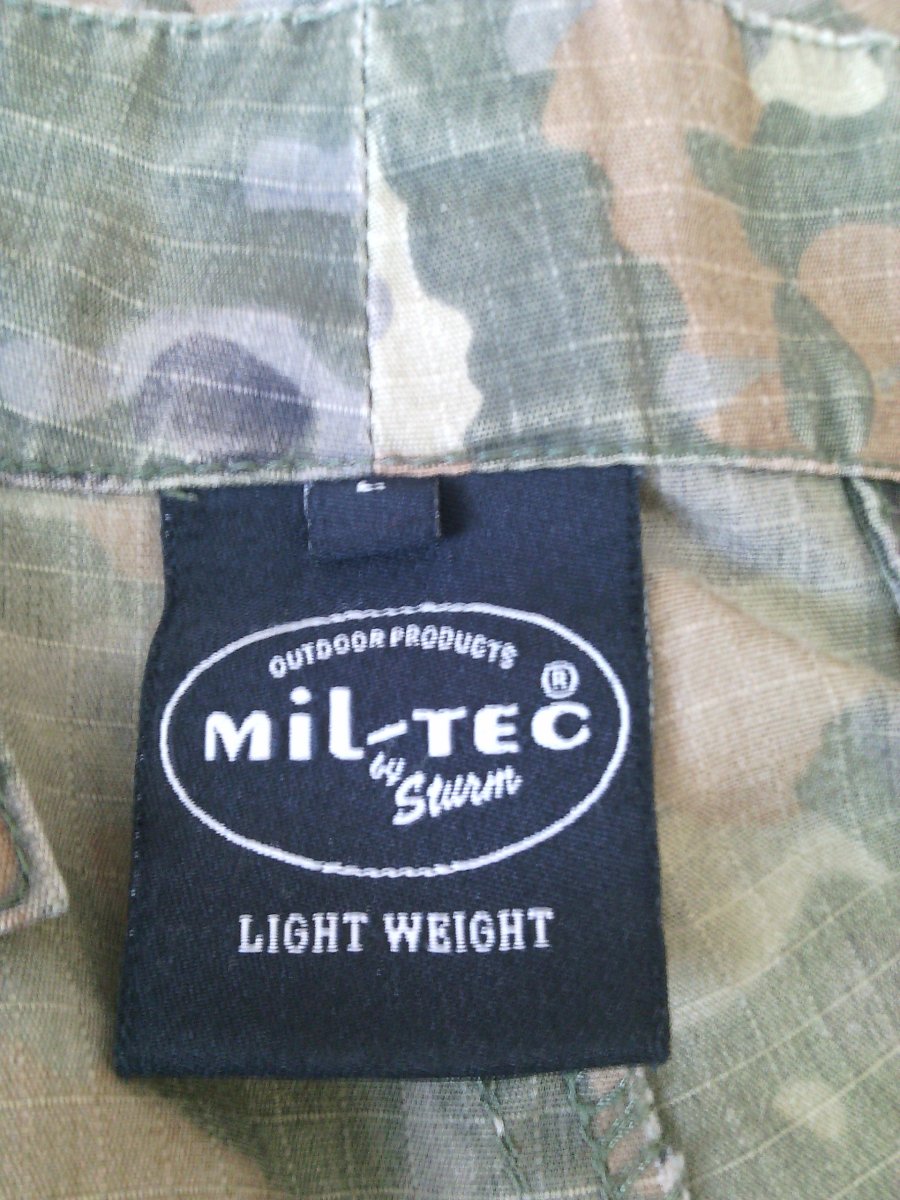 OUTDOOR PRODUCTS
MiL-TEC ®
by
Sturm
LIGHT WEIGHT